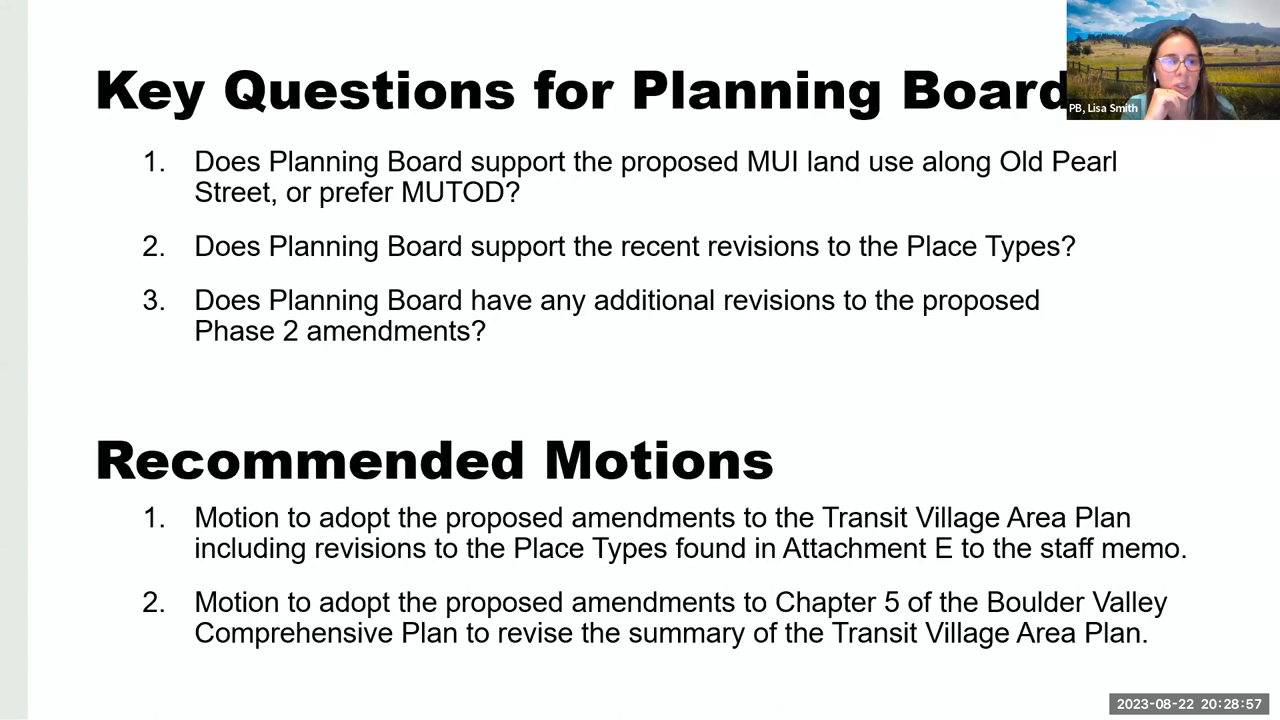 Key Questions for Planning Board
PB, Lisa Smith
1. Does Planning Board support the proposed MUI land use along Old Pearl
Street, or prefer MUTOD?
2. Does Planning Board support the recent revisions to the Place Types?
3. Does Planning Board have any additional revisions to the proposed
Phase 2 amendments?
Recommended Motions
1. Motion to adopt the proposed amendments to the Transit Village Area Plan
including revisions to the Place Types found in Attachment E to the staff memo.
2. Motion to adopt the proposed amendments to Chapter 5 of the Boulder Valley
Comprehensive Plan to revise the summary of the Transit Village Area Plan.
2023-08-22 20:28:57